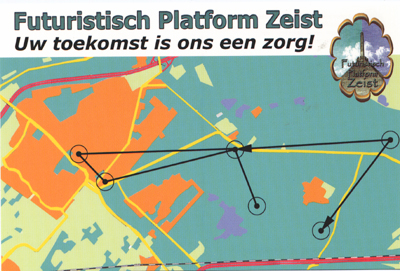 Futuristisch Platform Zeist
Uw toekomst is ons een zorg!
Futuristisch
Platform
Zeist